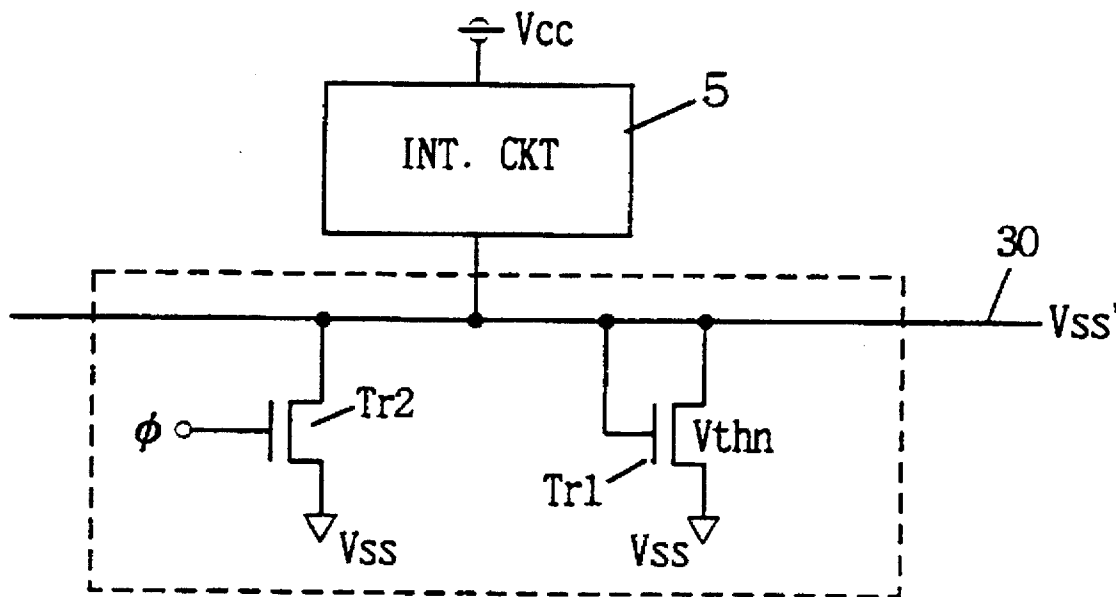 Vcc
5
INT. CKT
30
Vss'
Tr2
ϕ
Vthn
Tr1
Vss
Vss